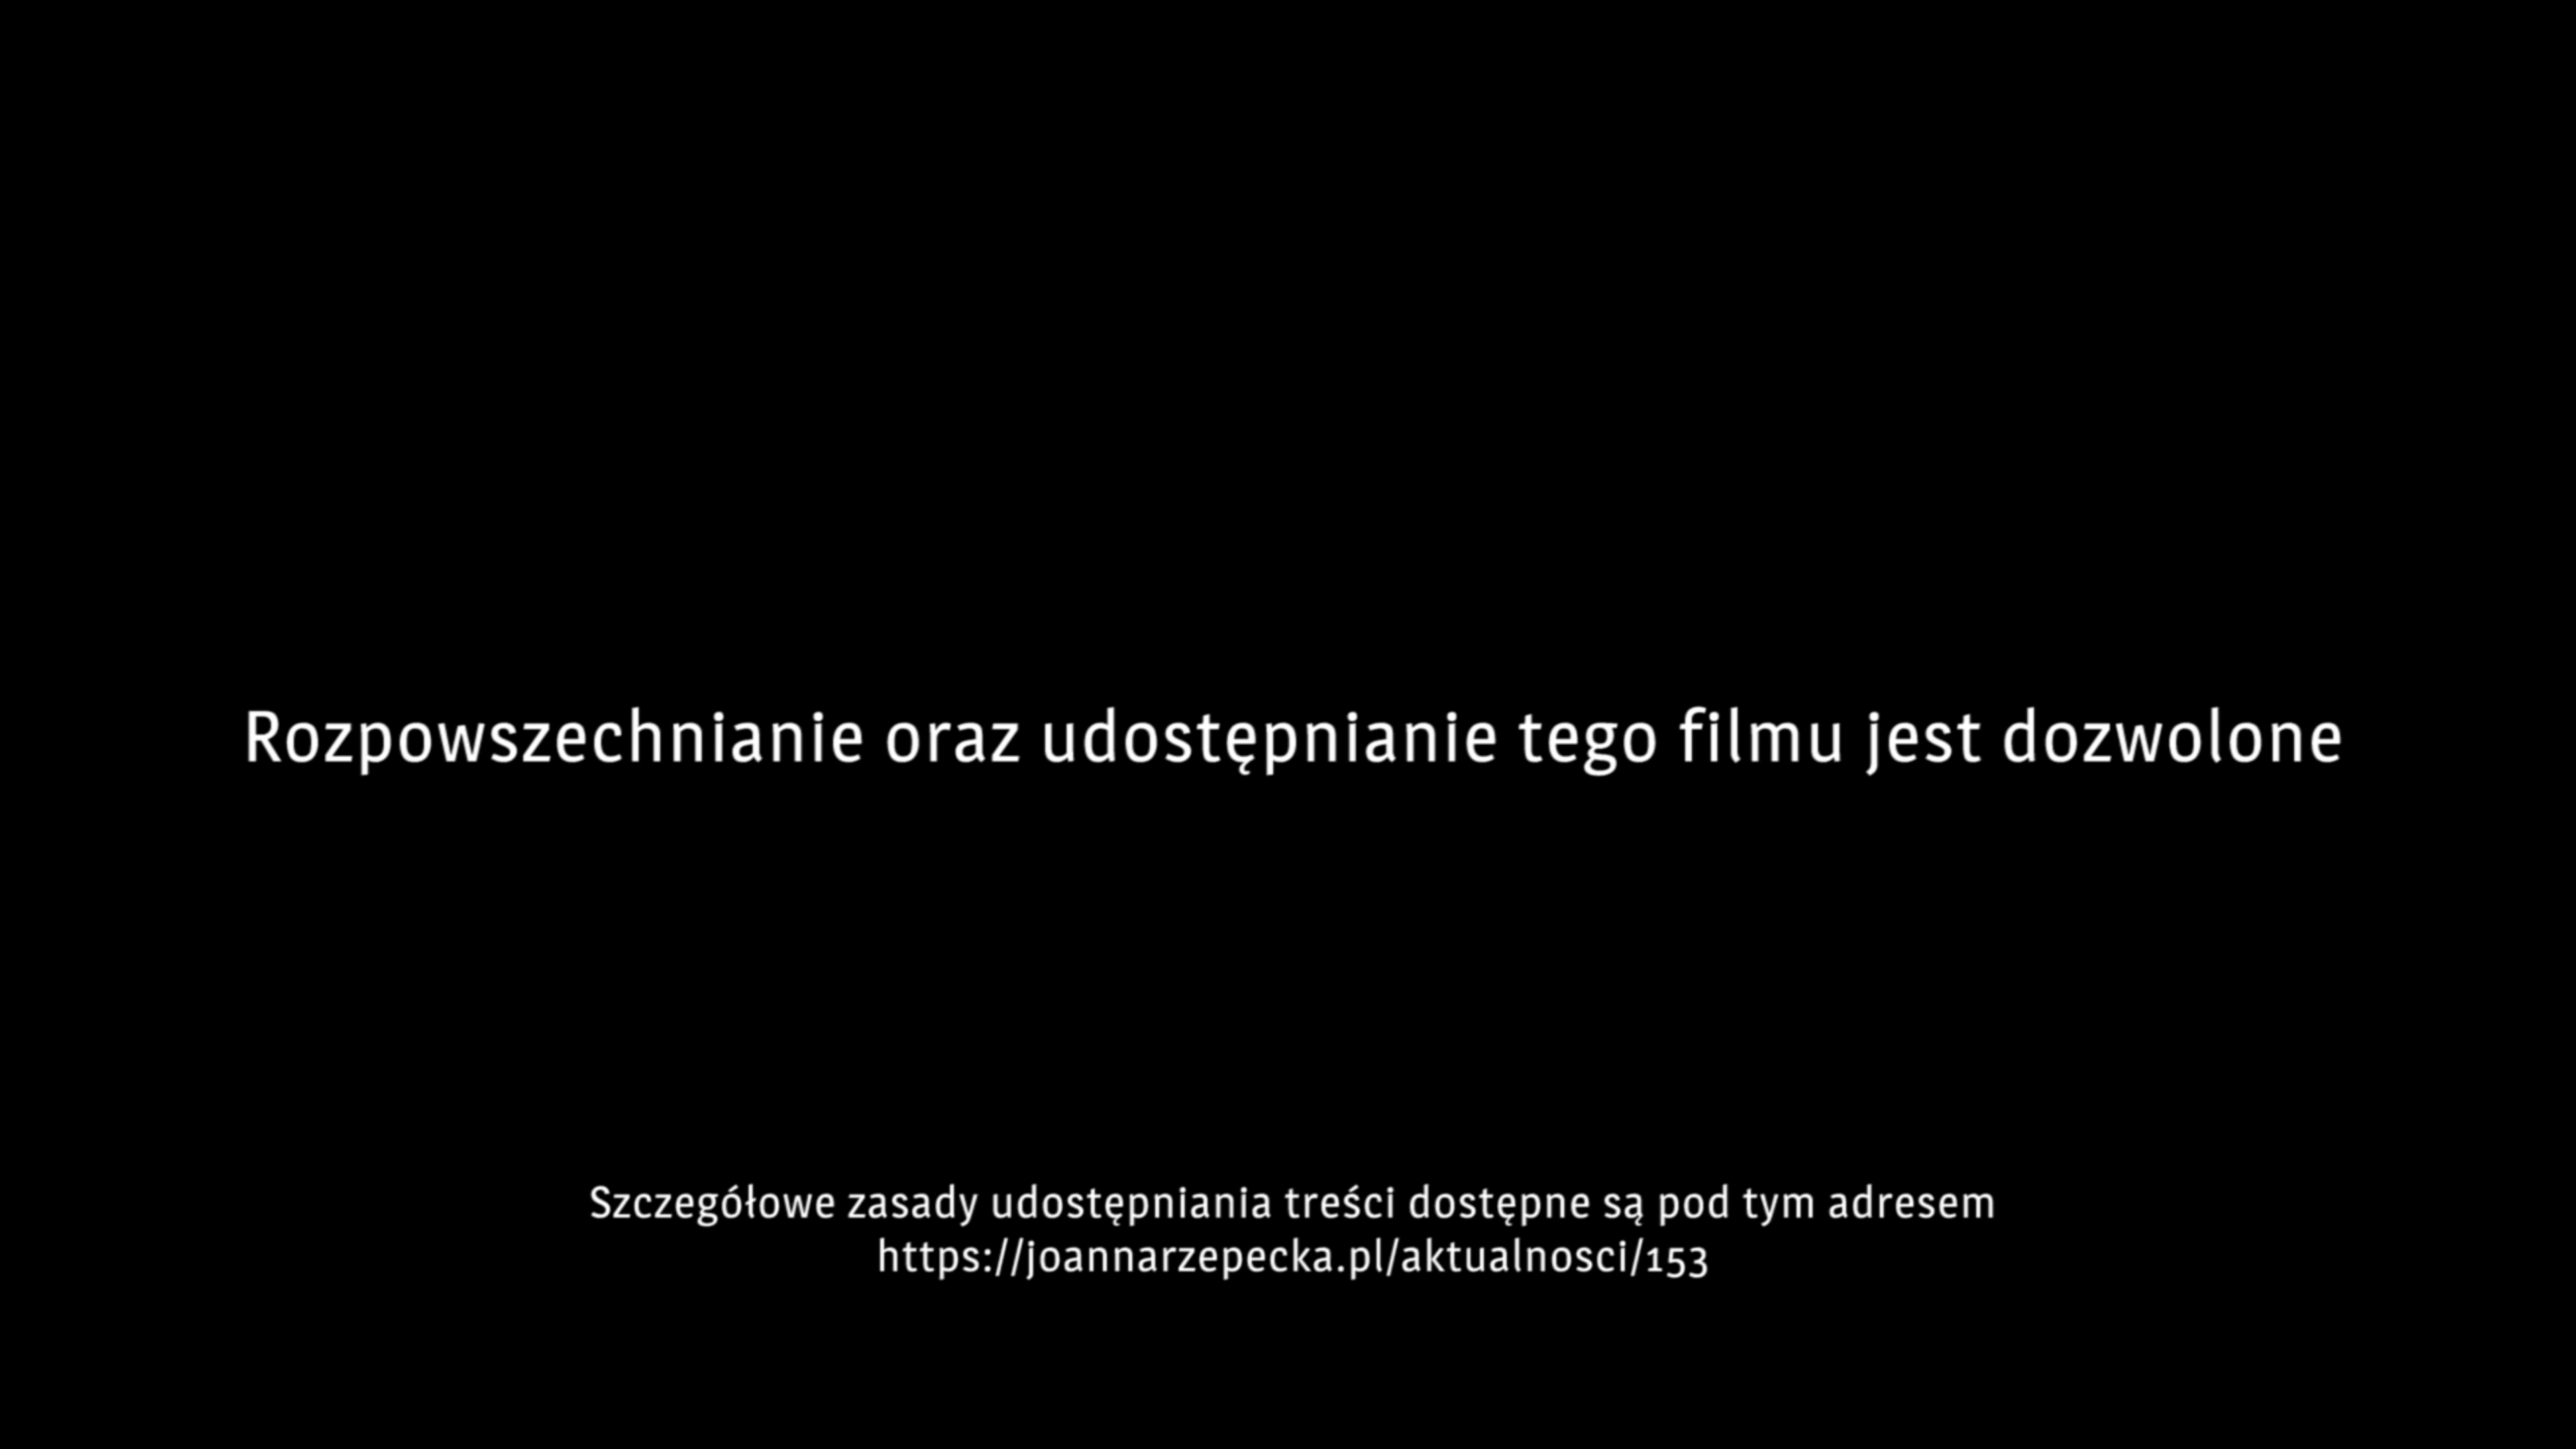 Rozpowszechnianie oraz udostępnianie tego filmu jest dozwolone
Szczegółowe zasady udostępniania treści dostępne są pod tym adresem
https://joannarzepecka.pl/aktualnosci/153